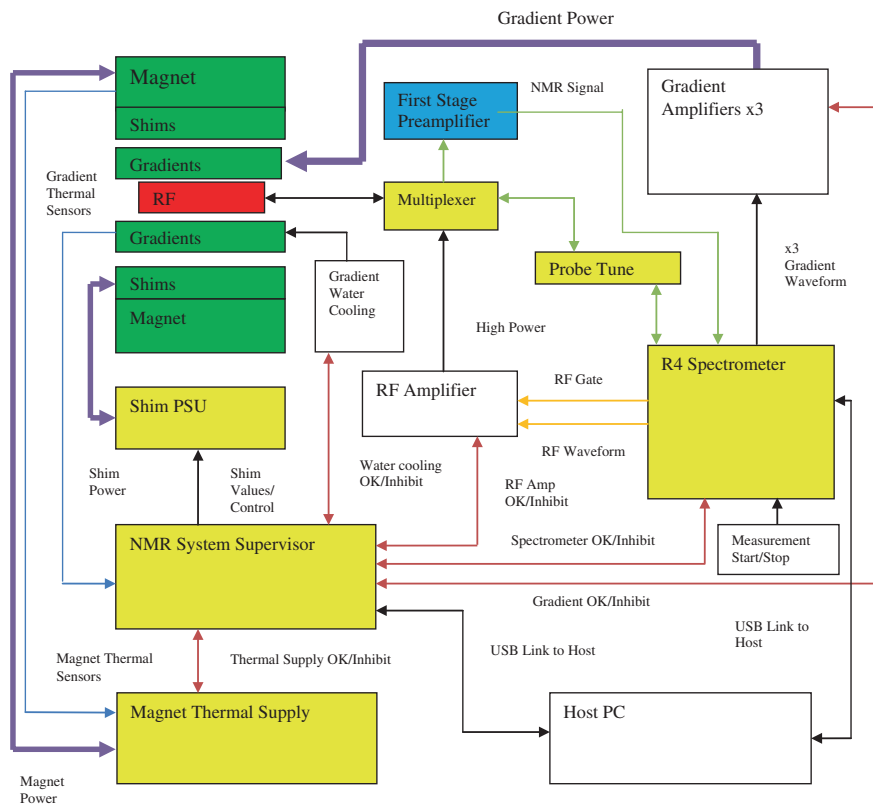 Gradient Power
Magnet
Shims
Gradients
RF
Gradients
Shims
Magnet
Gradient
Thermal
Sensors
First Stage
Preamplifier
NMR Signal
Gradient
Amplifiers x3
Multiplexer
Probe Tune
x3
Gradient
Waveform
Gradient
Water
Cooling
High Power
R4 Spectrometer
RF Amplifier
RF Gate
RF Waveform
Shim PSU
Shim
Power
Shim
Values/
Control
Water cooling
OK/Inhibit
RF Amp
OK/Inhibit
NMR System Supervisor
Spectrometer OK/Inhibit
Measurement
Start/Stop
Gradient OK/Inhibit
USB Link to
Host
Magnet Thermal
Sensors
Thermal Supply OK/Inhibit
USB Link to Host
Magnet Thermal Supply
Host PC
Magnet
Power